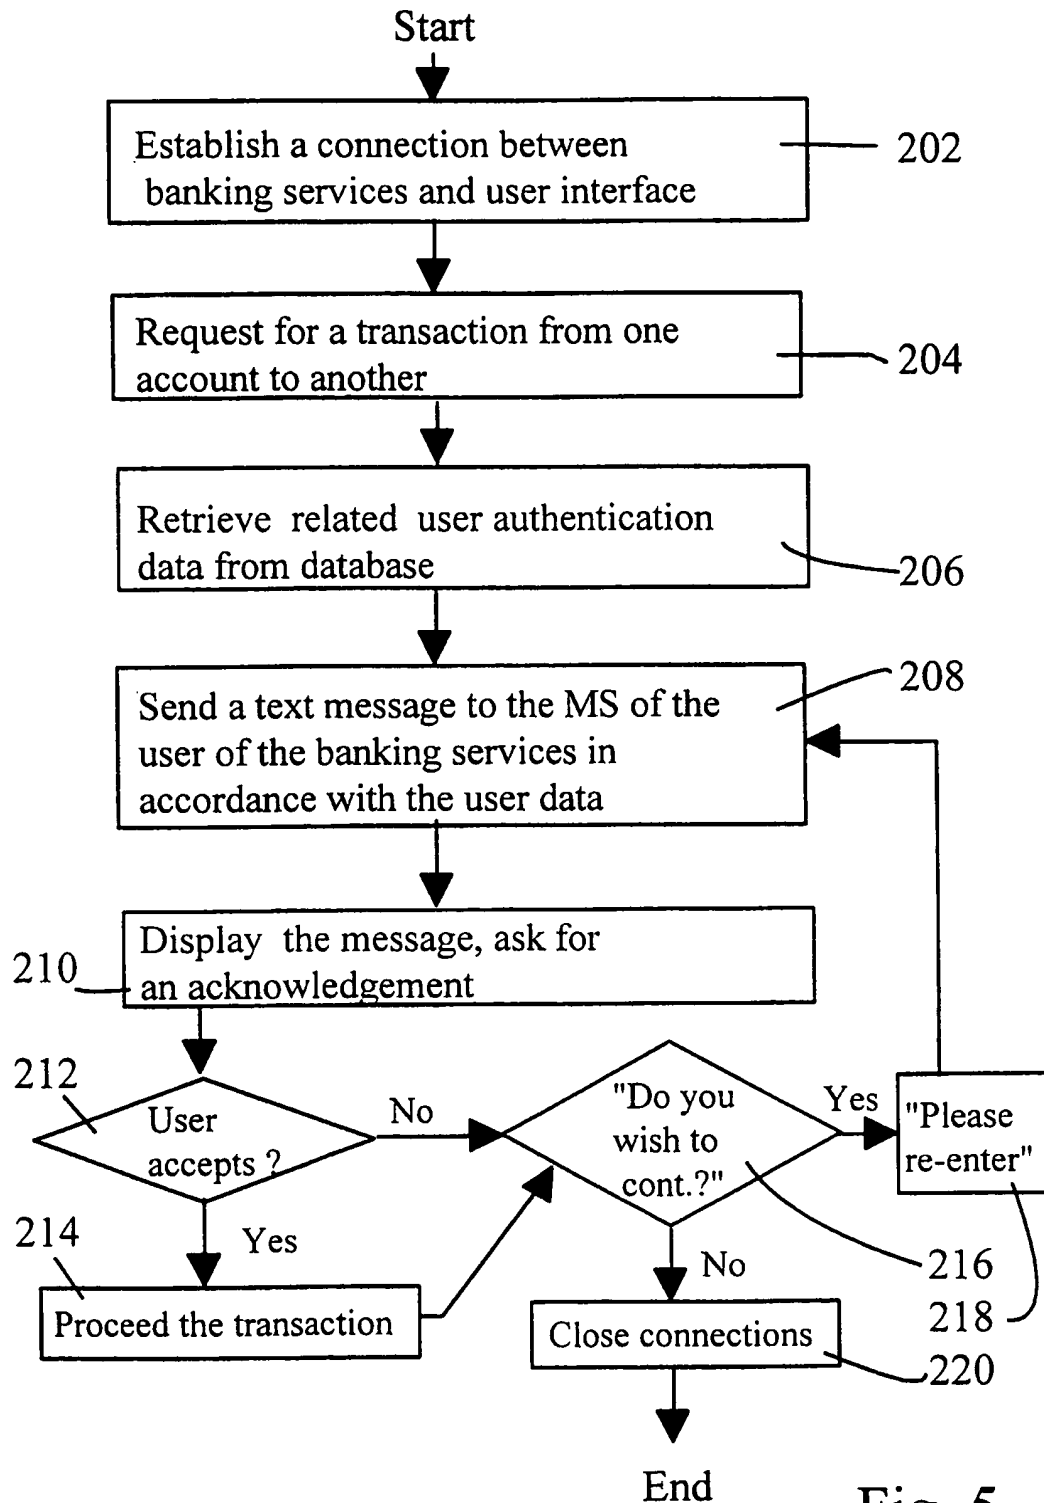 Start
Establish a connection between
banking services and user interface
202
Request for a transaction from one
account to another
204
Retrieve related user authentication
data from database
206
Send a text message to the MS of the
user of the banking services in
accordance with the user data
208
Display the message, ask for
an acknowledgement
210
212
User
accepts ?
No
"Do you
wish to
cont.?"
Yes
"Please
re-enter"
214
Yes
216
218
Proceed the transaction
No
Close connections
220
End
Fig. 5